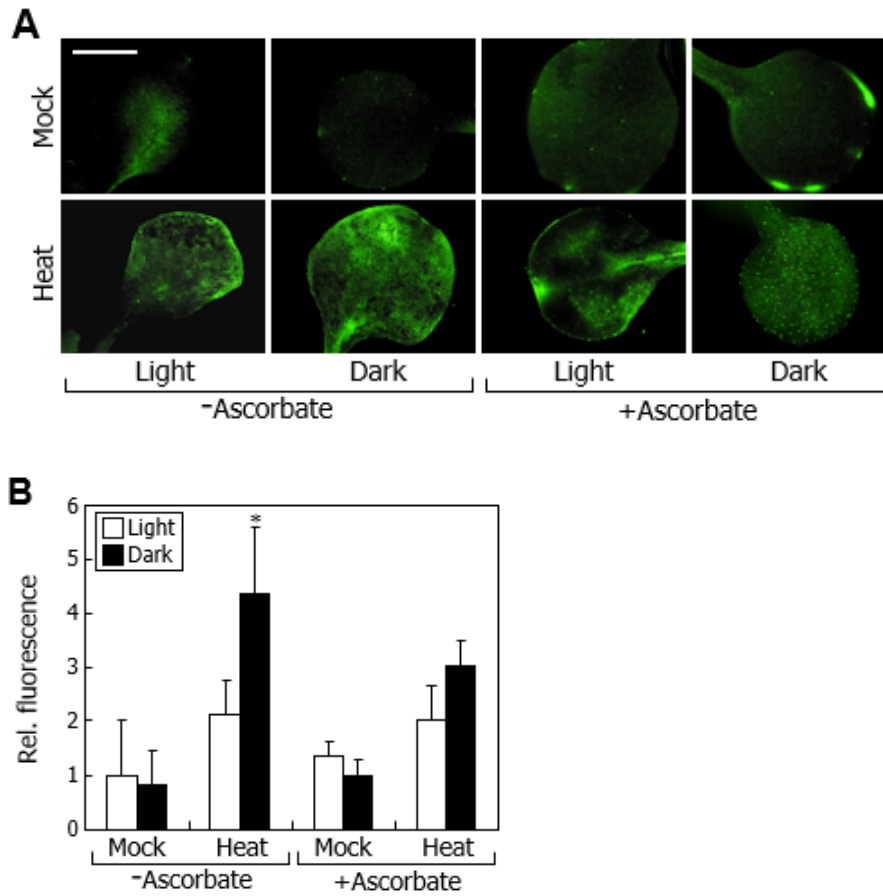 A
Mock
Heat
Light Dark Light Dark
-Ascorbate +Ascorbate
B
Rel. fluorescence
6
5
4
3
2
1
0
Light
Dark
*
Mock Heat Mock Heat
-Ascorbate +Ascorbate